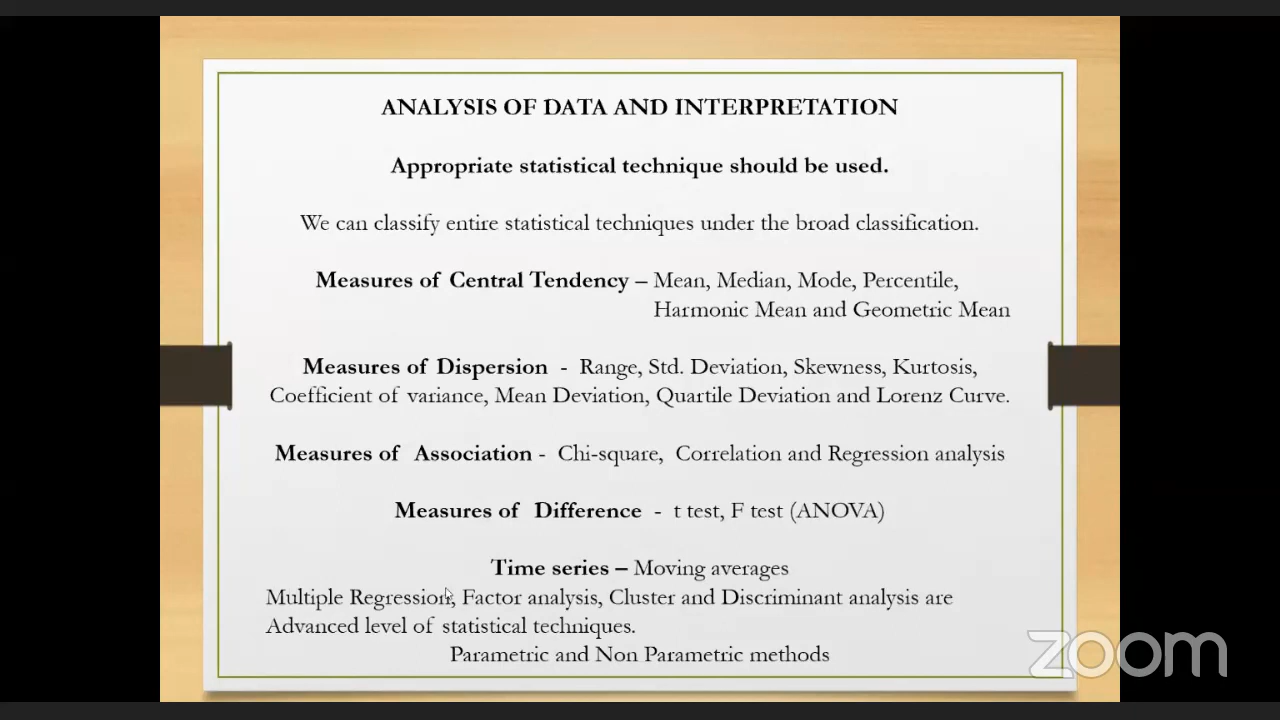 ANALYSIS OF DATA AND INTERPRETATION
Appropriate statistical technique should be used.
We can classify entire statistical techniques under the broad classification.
Measures of Central Tendency – Mean, Median, Mode, Percentile,
Harmonic Mean and Geometric Mean
Measures of Dispersion - Range, Std. Deviation, Skewness, Kurtosis,
Coefficient of variance, Mean Deviation, Quartile Deviation and Lorenz Curve.
Measures of Association - Chi-square, Correlation and Regression analysis
Measures of Difference - t test, F test (ANOVA)
Time series – Moving averages
Multiple Regression, Factor analysis, Cluster and Discriminant analysis are
Advanced level of statistical techniques.
Parametric and Non Parametric methods
zoom